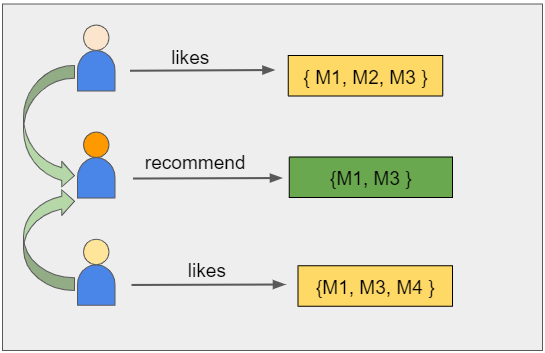 likes
{ M1, M2, M3 }
recommend
{M1, M3 }
likes
{M1, M3, M4 }